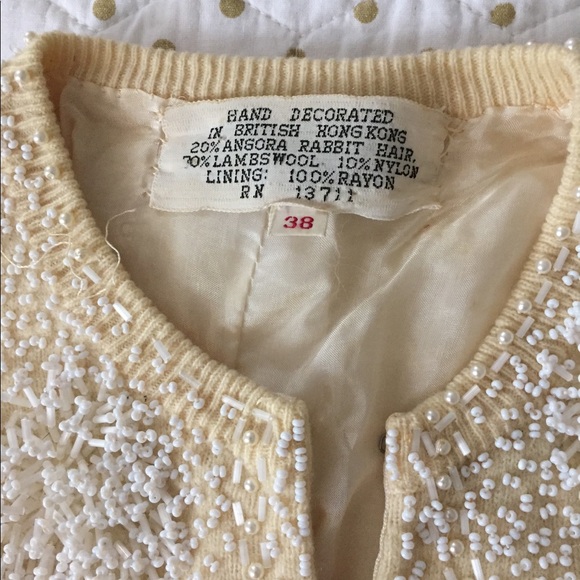 HAND DECORATED
IN BRITISH HONG KONG
20% ANGORA RABBIT HAIR,
70% LAMBSWOOL 10% NYLON
LINING: 100% RAYON
RN 13711
38